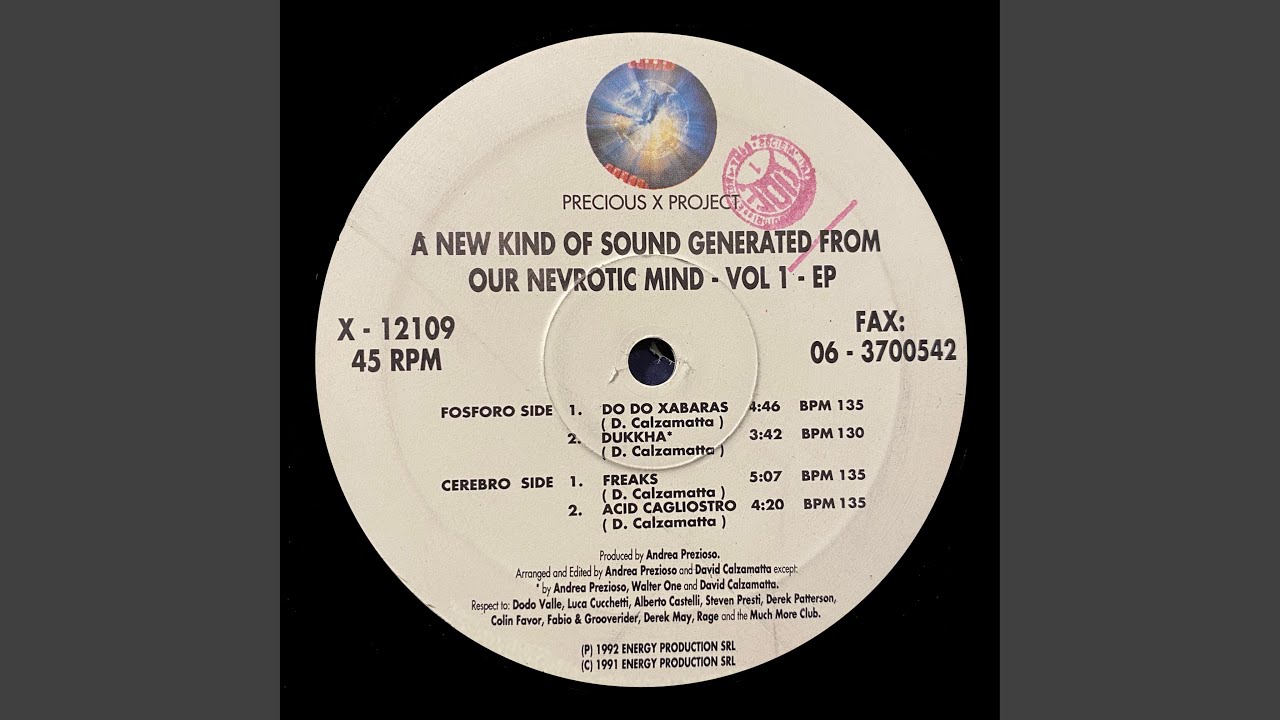 PRECIOUS X PROJECT
A NEW KIND OF SOUND GENERATED FROM
OUR NEVROTIC MIND - VOL 1 - EP
X - 12109
45 RPM
FAX:
06 - 3700542
FOSFORO SIDE 1. DO DO XABARAS 4:46 BPM 135
( D. Calzamatta )
2. DUKKHA* 3:42 BPM 130
( D. Calzamatta )
CEREBRO SIDE 1. FREAKS 5:07 BPM 135
( D. Calzamatta )
2. ACID CAGLIOSTRO 4:20 BPM 135
( D. Calzamatta )
Produced by Andrea Prezioso.
Arranged and Edited by Andrea Prezioso and David Calzamatta except:
* by Andrea Prezioso, Walter One and David Calzamatta.
Respect to: Dodo Valle, Luca Cucchetti, Alberto Castelli, Steven Presti, Derek Patterson,
Colin Favor, Fabio & Grooverider, Derek May, Rage and the Much More Club.
(P) 1992 ENERGY PRODUCTION SRL
(C) 1991 ENERGY PRODUCTION SRL